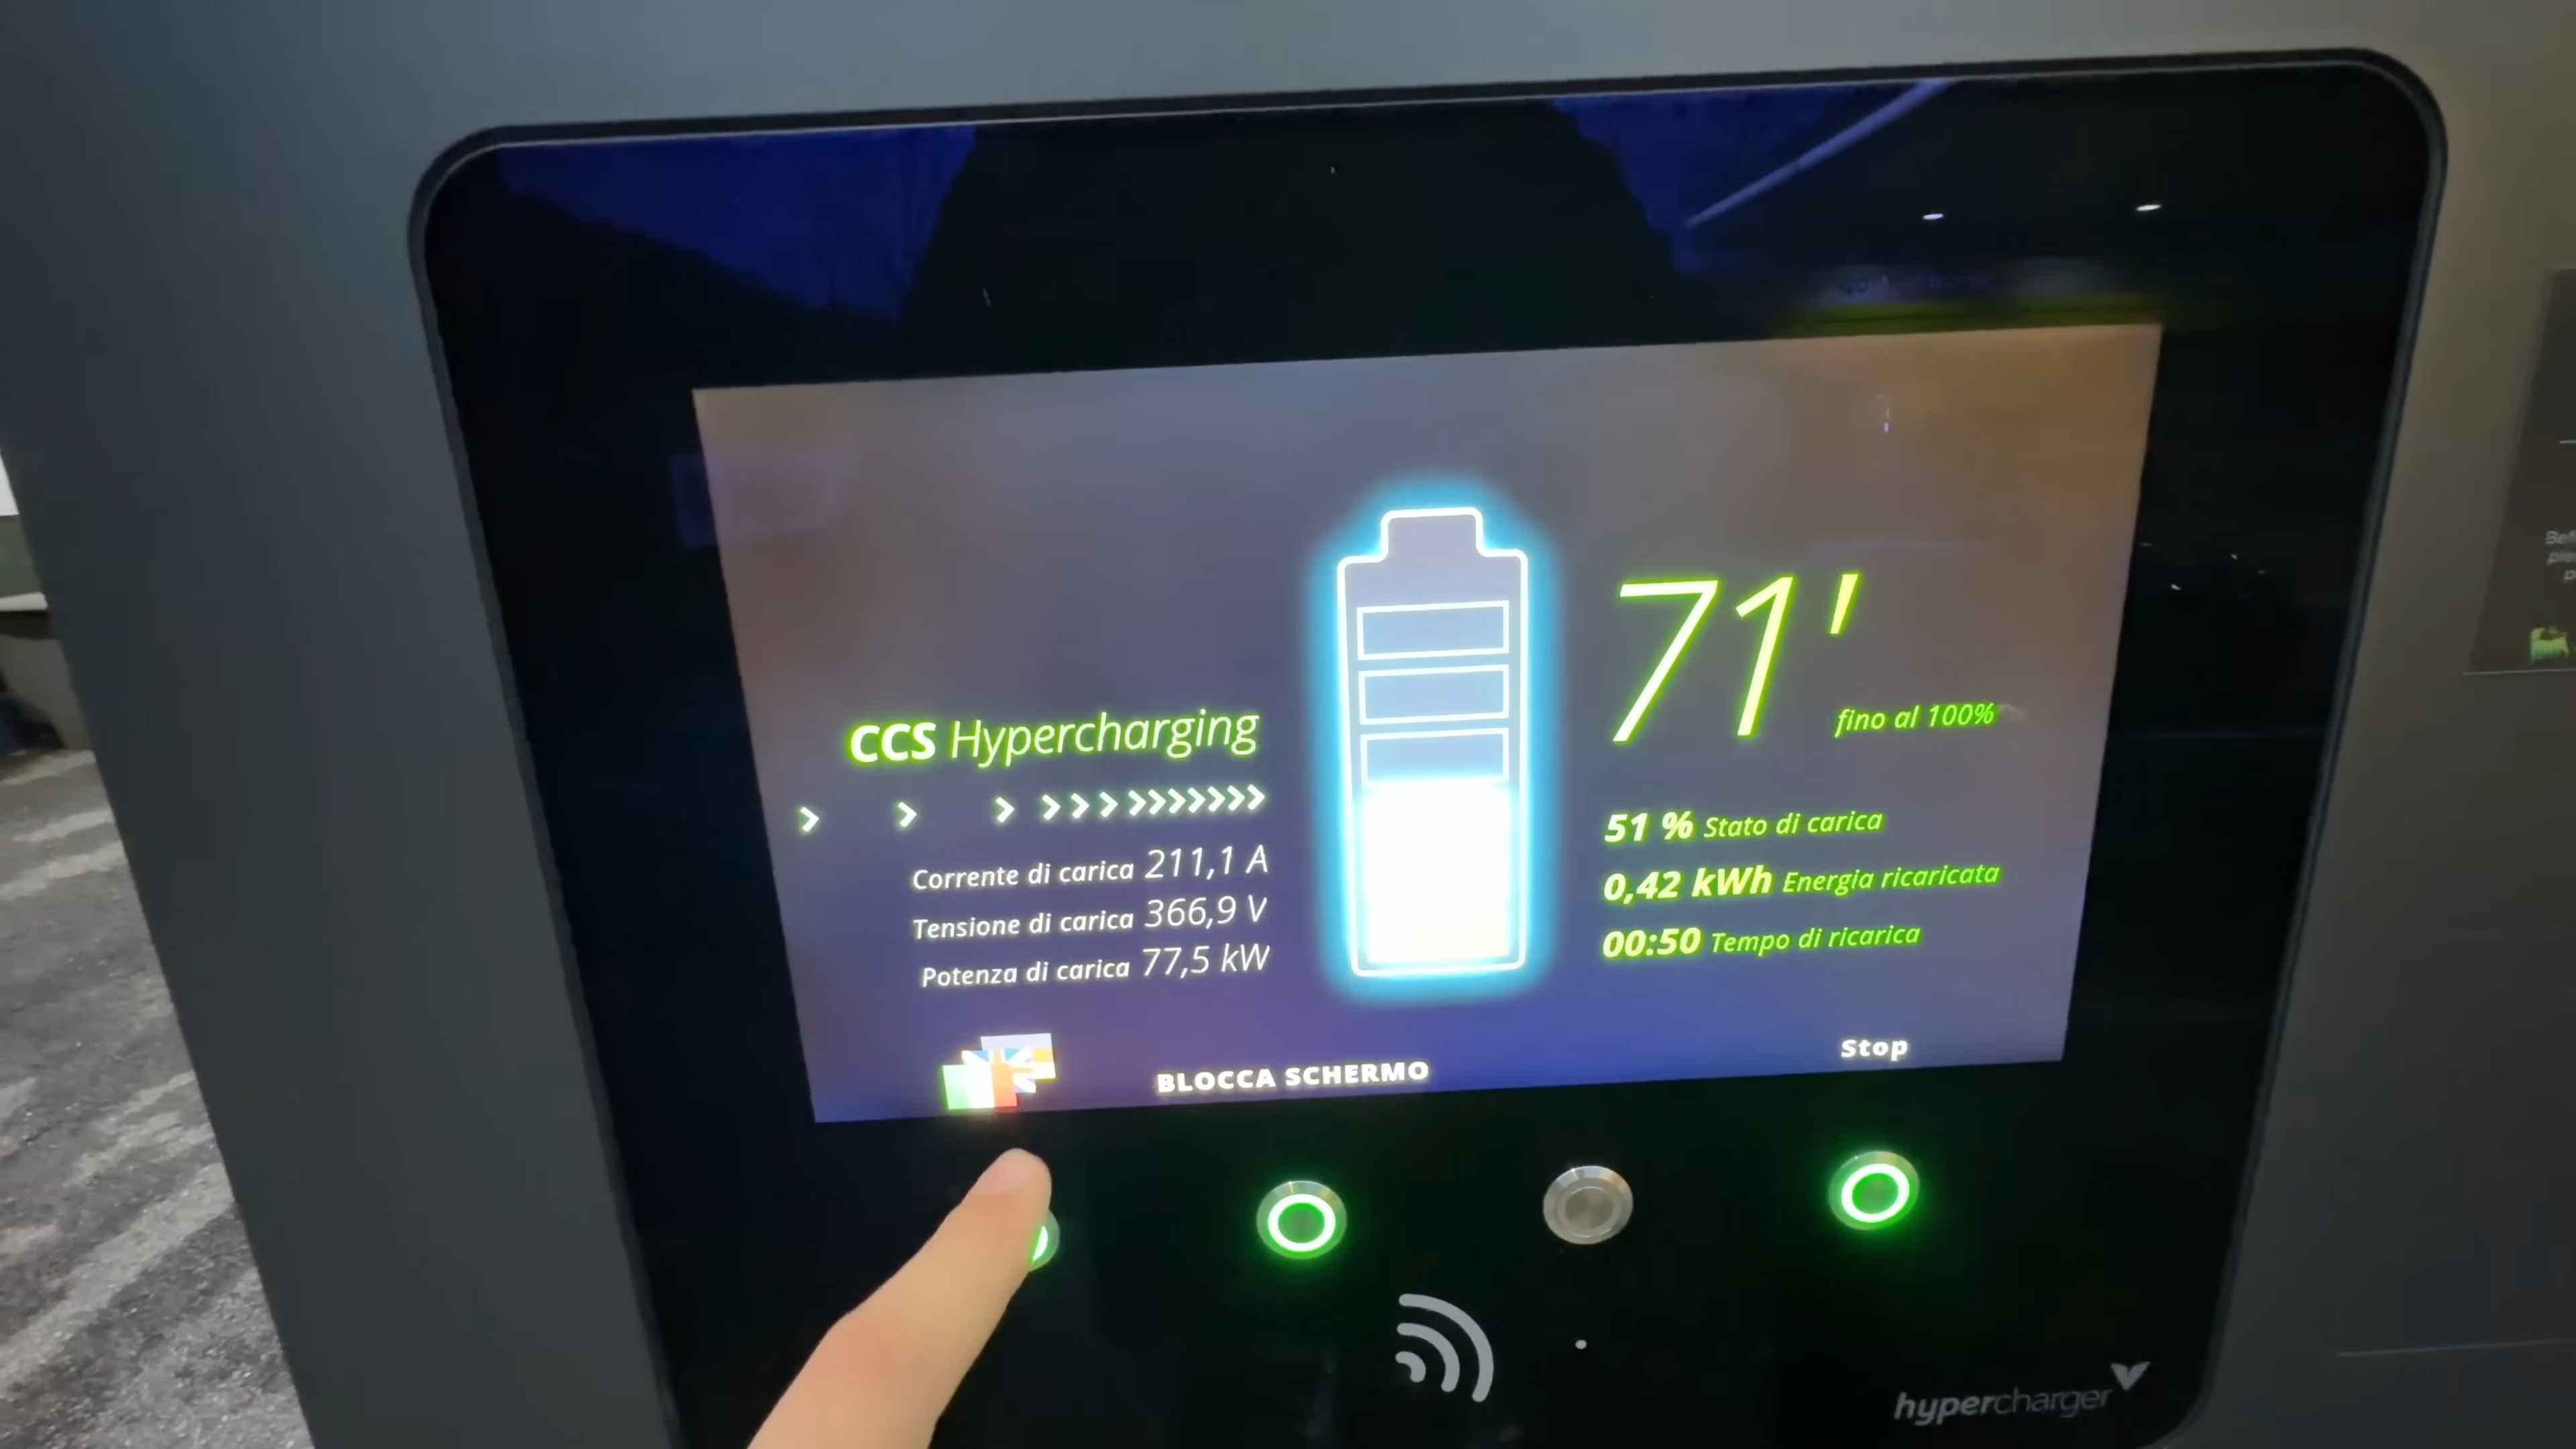 CCS Hypercharging
Corrente di carica 211,1 A
Tensione di carica 366,9 V
Potenza di carica 77,5 kW
71'
fino al 100%
51 % Stato di carica
0,42 kWh Energia ricaricata
00:50 Tempo di ricarica
BLOCCA SCHERMO
Stop
hypercharger